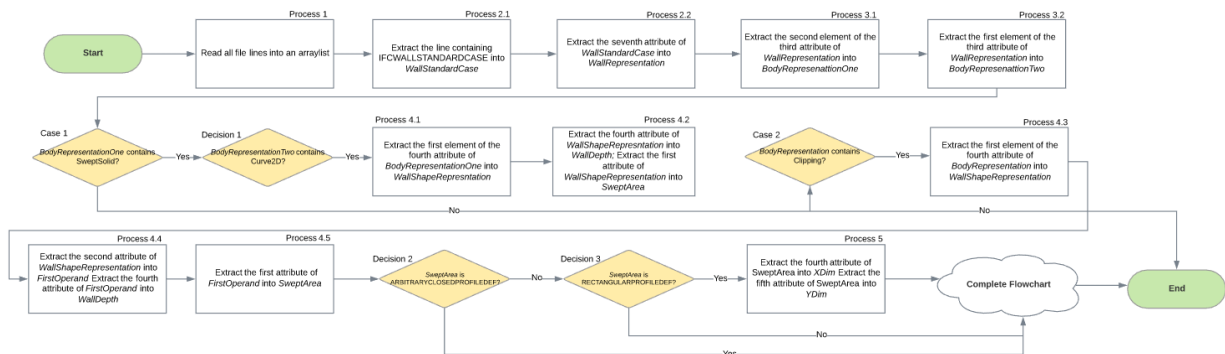 Process 1
Process 2.1
Process 2.2
Process 3.1
Process 3.2
Start
Read all file lines into an arraylist
Extract the line containing
IFCWALLSTANDARDCASE into
WallStandardCase
Extract the seventh attribute of
WallStandardCase into
WallRepresentation
Extract the second element of the
third attribute of
WallRepresentation into
BodyRepresenattionOne
Extract the first element of the
third attribute of
WallRepresentation into
BodyRepresenattionTwo
Case 1
BodyRepresentationOne contains
SweptSolid?
Yes
Decision 1
BodyRepresentationTwo contains
Curve2D?
Yes
Process 4.1
Extract the first element of the
fourth attribute of
BodyRepresentationOne into
WallShapeReprsentation
Process 4.2
Extract the fourth attribute of
WallShapeReprsentation into
WallDepth; Extract the first
attribute of
WallShapeRepresentation into
SweptArea
Case 2
BodyRepresentation contains
Clipping?
Yes
Process 4.3
Extract the first element of the
fourth attribute of
BodyRepresentation into
WallShapeReprsentation
No
No
Process 4.4
Extract the second attribute of
WallShapeReprsentation into
FirstOperand Extract the fourth
attribute of FirstOperand into
WallDepth
Process 4.5
Extract the first attribute of
FirstOperand into SweptArea
Decision 2
SweptArea is
ARBITRARYCLOSEDPROFILEDEF?
No
Decision 3
SweptArea is
RECTANGULARPROFILEDEF?
Yes
Process 5
Extract the fourth attribute of
SweptArea into XDim Extract the
fifth attribute of SweptArea into
YDim
Complete Flowchart
End
No
Yes